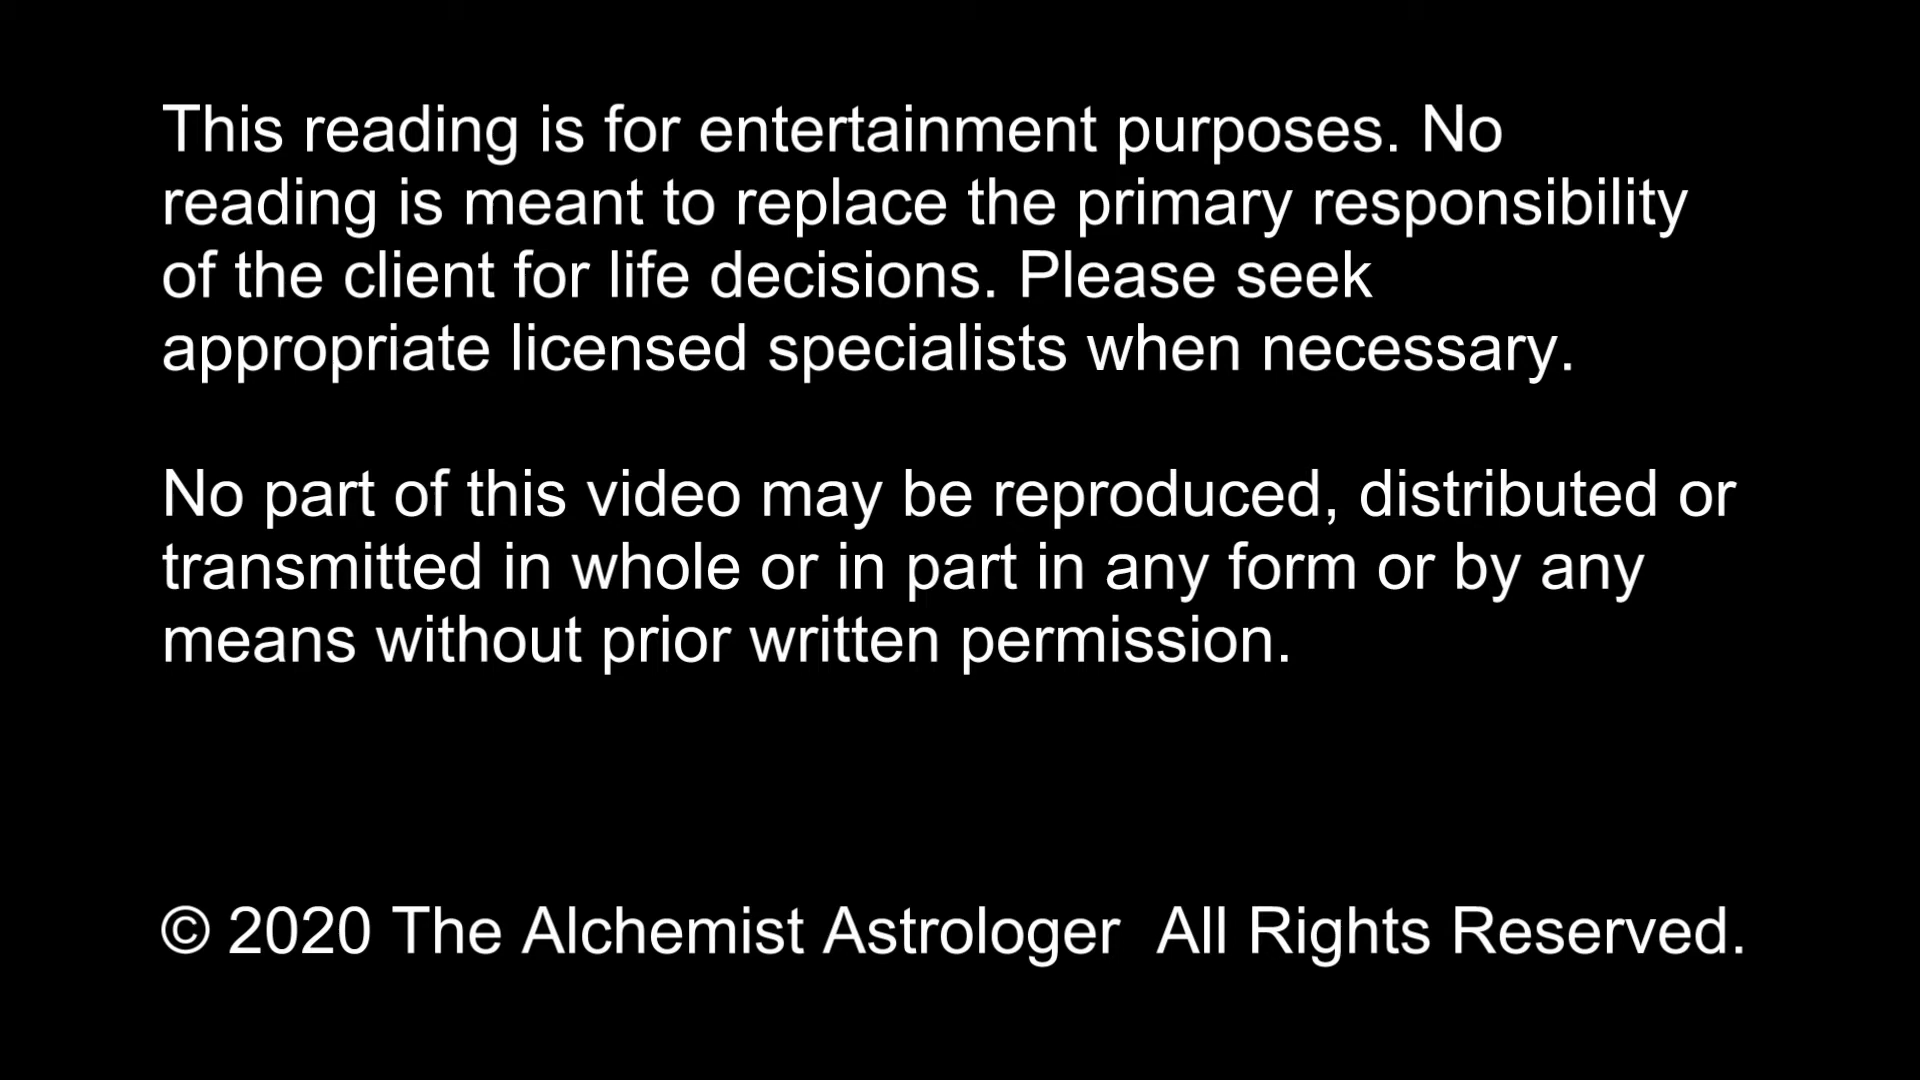 This reading is for entertainment purposes. No
reading is meant to replace the primary responsibility
of the client for life decisions. Please seek
appropriate licensed specialists when necessary.
No part of this video may be reproduced, distributed or
transmitted in whole or in part in any form or by any
means without prior written permission.
© 2020 The Alchemist Astrologer  All Rights Reserved.